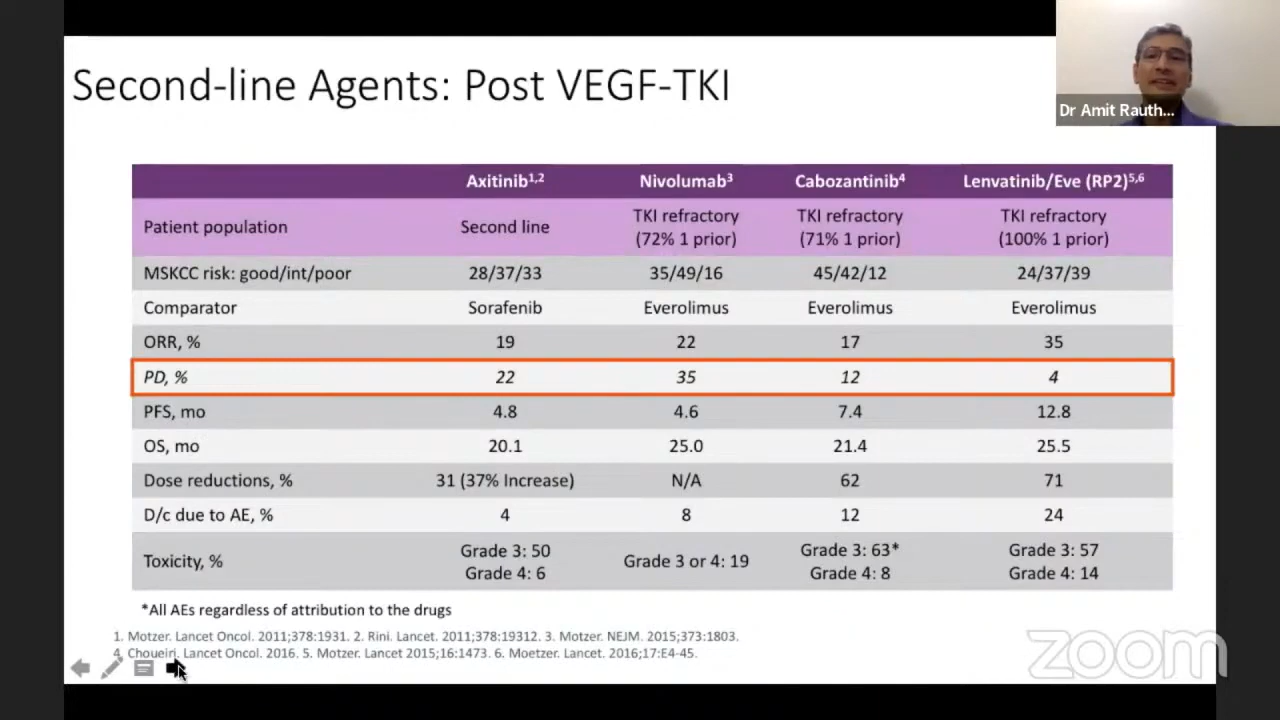 Second-line Agents: Post VEGF-TKI
Dr Amit Rauth...
Axitinib1,2 Nivolumab3 Cabozantinib4 Lenvatinib/Eve (RP2)5,6
Patient population Second line TKI refractory (72% 1 prior) TKI refractory (71% 1 prior) TKI refractory (100% 1 prior)
MSKCC risk: good/int/poor 28/37/33 35/49/16 45/42/12 24/37/39
Comparator Sorafenib Everolimus Everolimus Everolimus
ORR, % 19 22 17 35
PD, % 22 35 12 4
PFS, mo 4.8 4.6 7.4 12.8
OS, mo 20.1 25.0 21.4 25.5
Dose reductions, % 31 (37% Increase) N/A 62 71
D/c due to AE, % 4 8 12 24
Toxicity, % Grade 3: 50 Grade 4: 6 Grade 3 or 4: 19 Grade 3: 63* Grade 4: 8 Grade 3: 57 Grade 4: 14
*All AEs regardless of attribution to the drugs
1. Motzer. Lancet Oncol. 2011;378:1931. 2. Rini. Lancet. 2011;378:19312. 3. Motzer. NEJM. 2015;373:1803.
4. Choueiri. Lancet Oncol. 2016. 5. Motzer. Lancet 2015;16:1473. 6. Moetzer. Lancet. 2016;17:E4-45.
zoom